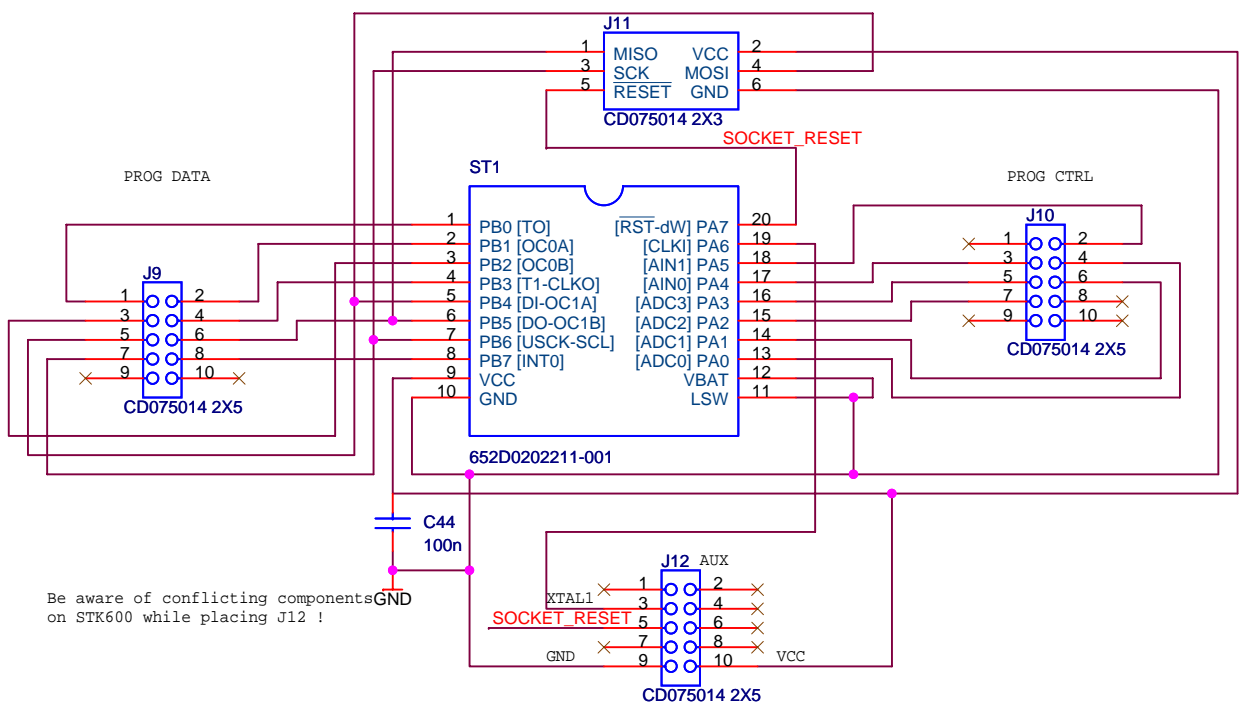 J11
1 MISO VCC 2
3 SCK MOSI 4
5 RESET GND 6
CD075014 2X3
SOCKET_RESET
ST1
PROG DATA
PROG CTRL
1 PB0 [TO] [RST-dW] PA7 20
2 PB1 [OC0A] [CLKI] PA6 19
3 PB2 [OC0B] [AIN1] PA5 18
4 PB3 [T1-CLKO] [AIN0] PA4 17
5 PB4 [DI-OC1A] [ADC3] PA3 16
6 PB5 [DO-OC1B] [ADC2] PA2 15
7 PB6 [USCK-SCL] [ADC1] PA1 14
8 PB7 [INT0] [ADC0] PA0 13
9 VCC VBAT 12
10 GND LSW 11
652D0202211-001
J9
1 2
3 4
5 6
7 8
9 10
CD075014 2X5
J10
1 2
3 4
5 6
7 8
9 10
CD075014 2X5
C44
100n
GND
Be aware of conflicting components
on STK600 while placing J12 !
J12 AUX
1 2
XTAL1 3 4
SOCKET_RESET 5 6
7 8
GND 9 10 VCC
CD075014 2X5